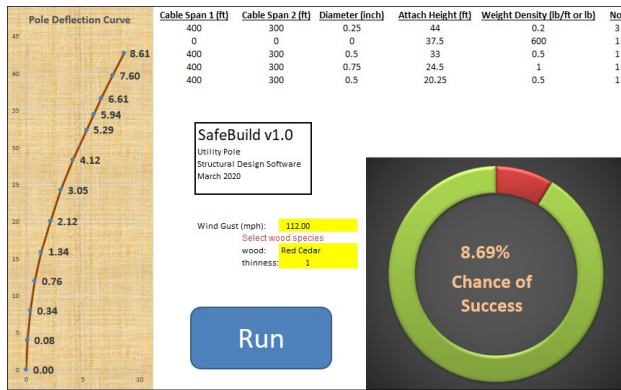 Pole Deflection Curve
45
40
35
30
25
20
15
10
5
0
0 5 10
8.61
7.60
6.61
5.94
5.29
4.12
3.05
2.12
1.34
0.76
0.34
0.08
0.00
Cable Span 1 (ft) Cable Span 2 (ft) Diameter (inch) Attach Height (ft) Weight Density (lb/ft or lb) No
400 300 0.25 44 0.2 3
0 0 0 37.5 600 1
400 300 0.5 33 0.5 1
400 300 0.75 24.5 1 1
400 300 0.5 20.25 0.5 1
SafeBuild v1.0
Utility Pole
Structural Design Software
March 2020
Wind Gust (mph): 112.00
Select wood species
wood: Red Cedar
thinness: 1
Run
8.69%
Chance of
Success